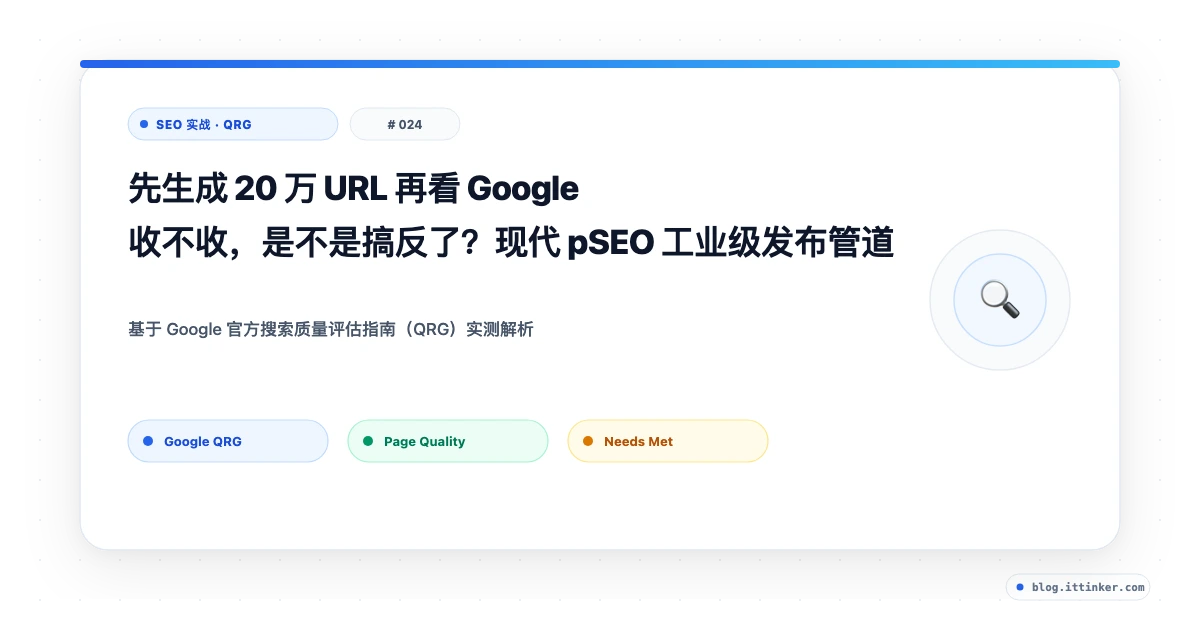 SEO 实战 · QRG
# 024
先生成 20 万 URL 再看 Google
收不收，是不是搞反了？现代 pSEO 工业级发布管道
基于 Google 官方搜索质量评估指南（QRG）实测解析
Google QRG
Page Quality
Needs Met
blog.ittinker.com